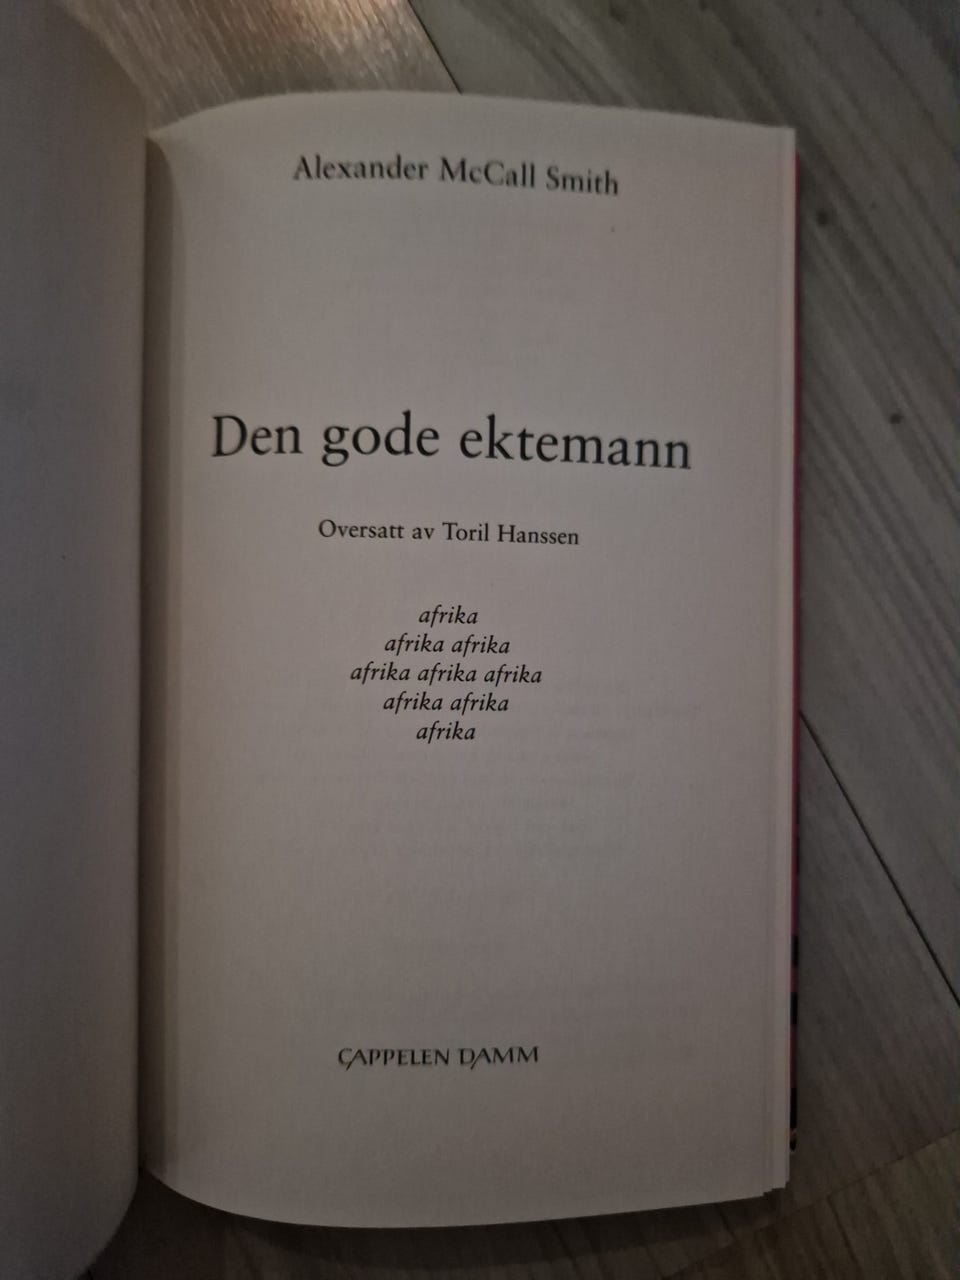 Alexander McCall Smith
Den gode ektemann
Oversatt av Toril Hanssen
afrika
afrika afrika
afrika afrika afrika
afrika afrika
afrika
CAPPELEN DAMM